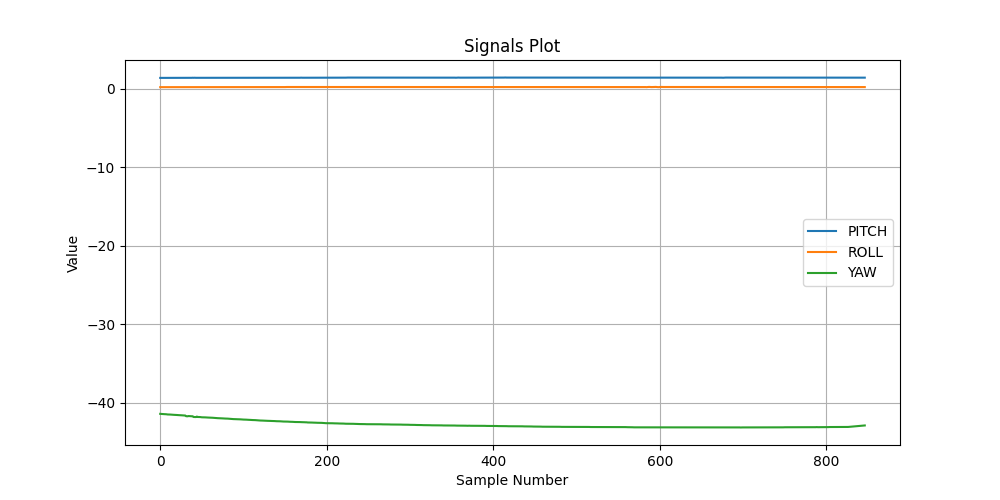 Signals Plot
Value
0
−10
−20
−30
−40
PITCH
ROLL
YAW
0 200 400 600 800
Sample Number